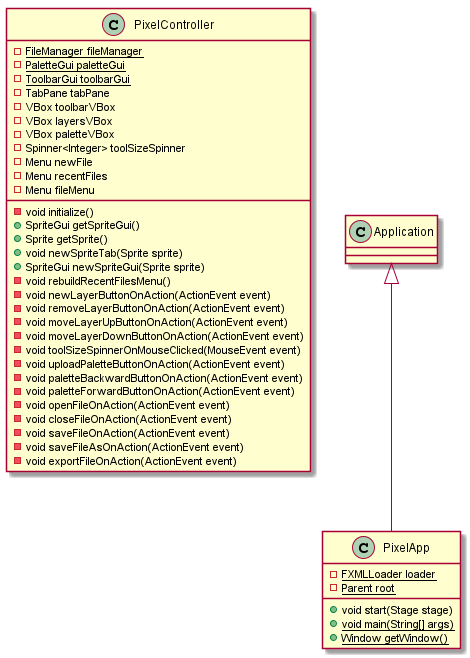 C PixelController
FileManager fileManager
PaletteGui paletteGui
ToolbarGui toolbarGui
TabPane tabPane
VBox toolbarVBox
VBox layersVBox
VBox paletteVBox
Spinner<Integer> toolSizeSpinner
Menu newFile
Menu recentFiles
Menu fileMenu
void initialize()
SpriteGui getSpriteGui()
Sprite getSprite()
void newSpriteTab(Sprite sprite)
SpriteGui newSpriteGui(Sprite sprite)
void rebuildRecentFilesMenu()
void newLayerButtonOnAction(ActionEvent event)
void removeLayerButtonOnAction(ActionEvent event)
void moveLayerUpButtonOnAction(ActionEvent event)
void moveLayerDownButtonOnAction(ActionEvent event)
void toolSizeSpinnerOnMouseClicked(MouseEvent event)
void uploadPaletteButtonOnAction(ActionEvent event)
void paletteBackwardButtonOnAction(ActionEvent event)
void paletteForwardButtonOnAction(ActionEvent event)
void openFileOnAction(ActionEvent event)
void closeFileOnAction(ActionEvent event)
void saveFileOnAction(ActionEvent event)
void saveFileAsOnAction(ActionEvent event)
void exportFileOnAction(ActionEvent event)
C Application
C PixelApp
FXMLLoader loader
Parent root
void start(Stage stage)
void main(String[] args)
Window getWindow()